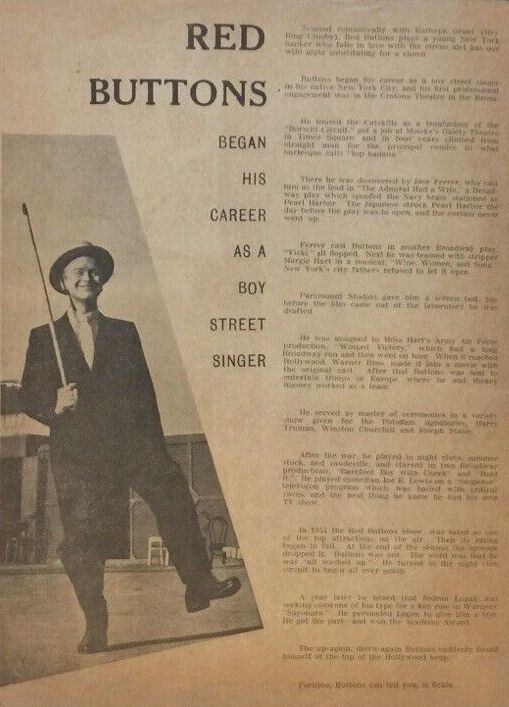 RED
BUTTONS
BEGAN
HIS
CAREER
AS A
BOY
STREET
SINGER
Teamed romantically with Kathryn Grant (Mrs.
Bing Crosby), Red Buttons plays a young New York
banker who falls in love with the circus and has one
wild night substituting for a clown.
Buttons began his career as a boy street singer
in his native New York City, and his first professional
engagement was in the Crotona Theatre in the Bronx.
He toured the Catskills as a troubadour of the
"Borscht Circuit," got a job at Minsky's Gaiety Theatre
in Times Square, and in four years climbed from
straight man for the principal comics to what
burlesque calls "top banana."
There he was discovered by Jose Ferrer, who cast
him as the lead in "The Admiral Had a Wife," a Broad-
way play which spoofed the Navy brass stationed at
Pearl Harbor. The Japanese struck Pearl Harbor the
day before the play was to open, and the curtain never
went up.
Ferrer cast Buttons in another Broadway play,
"Vicki." It flopped. Next he was teamed with stripper
Margie Hart in a musical, "Wine, Women, and Song."
New York's city fathers refused to let it open.
Paramount Studios gave him a screen test, but
before the film came out of the laboratory he was
drafted.
He was assigned to Moss Hart's Army Air Force
production, "Winged Victory," which had a long
Broadway run and then went on tour. When it reached
Hollywood, Warner Bros. made it into a movie with
the original cast. After that Buttons was sent to
entertain troops in Europe, where he and Mickey
Rooney worked as a team.
He served as master of ceremonies in a variety
show given for the Potsdam signatories, Harry
Truman, Winston Churchill and Joseph Stalin.
After the war, he played in night clubs, summer
stock, and vaudeville, and starred in two Broadway
productions, "Barefoot Boy with Cheek" and "Hold
It." He played comedian Joe E. Lewis on a "Suspense"
television program which was hailed with critical
raves, and the next thing he knew he had his own
TV show.
In 1954 the Red Buttons Show was rated as one
of the top attractions on the air. Then its rating
began to fall. At the end of the season the sponsor
dropped it. Buttons was out. The word was that he
was "all washed up." He turned to the night club
circuit to begin all over again.
A year later he heard that Joshua Logan was
seeking someone of his type for a key role in Warners'
"Sayonara." He persuaded Logan to give him a test.
He got the part, and won the Academy Award.
The up-again, down-again Buttons suddenly found
himself at the top of the Hollywood heap.
Fortune, Buttons can tell you, is fickle.